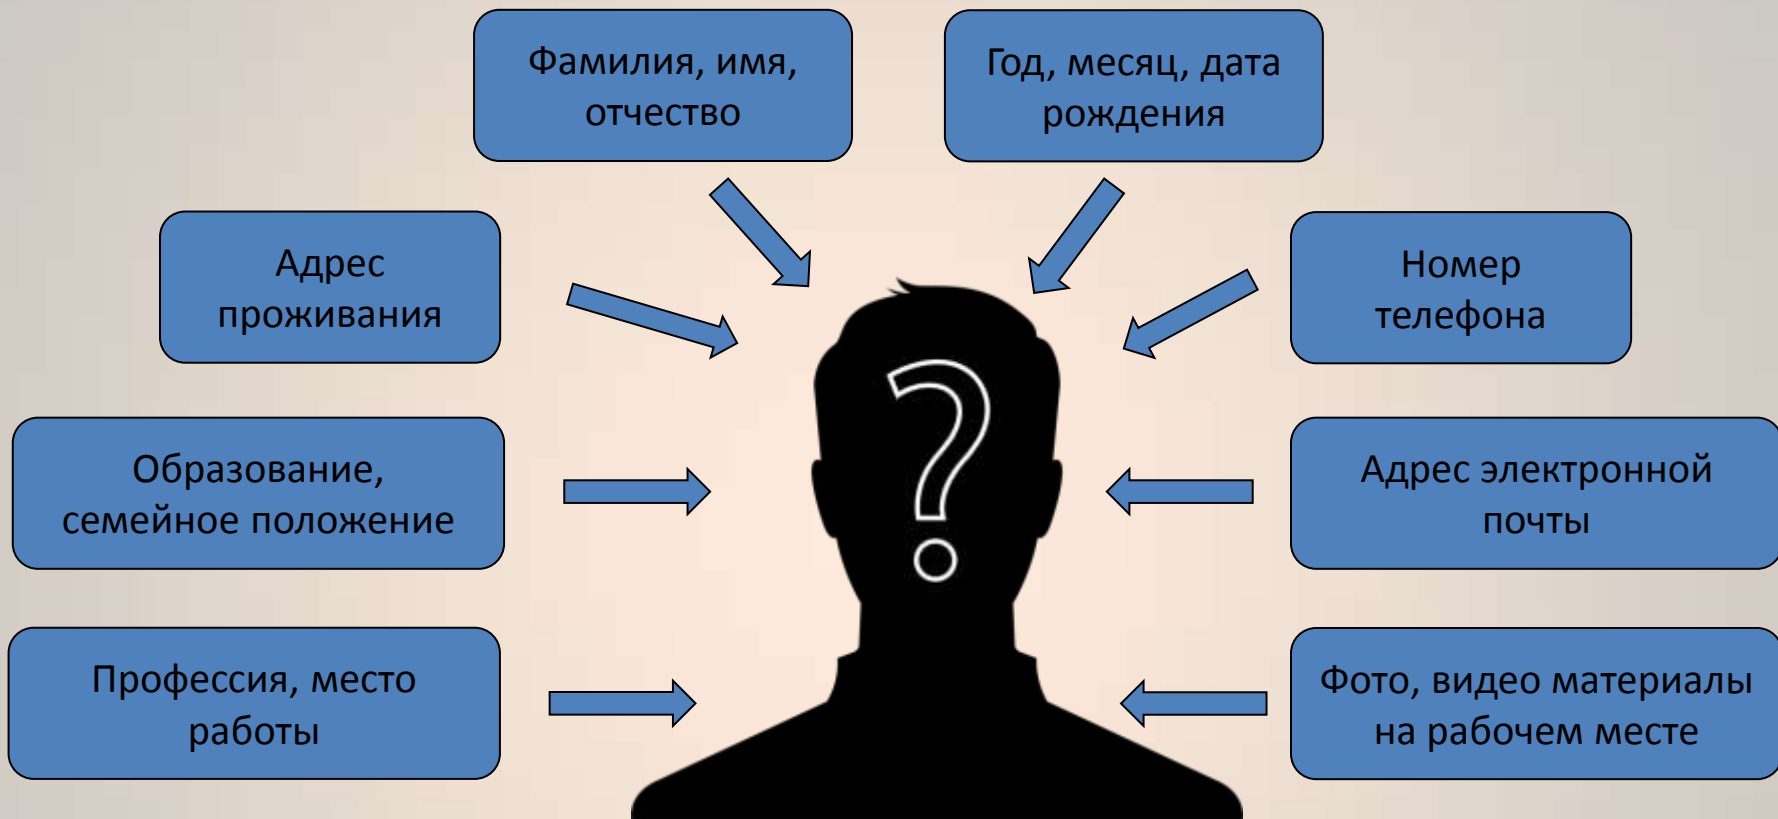 Фамилия, имя,
отчество
Год, месяц, дата
рождения
Адрес
проживания
Номер
телефона
Образование,
семейное положение
Адрес электронной
почты
Профессия, место
работы
Фото, видео материалы
на рабочем месте
?